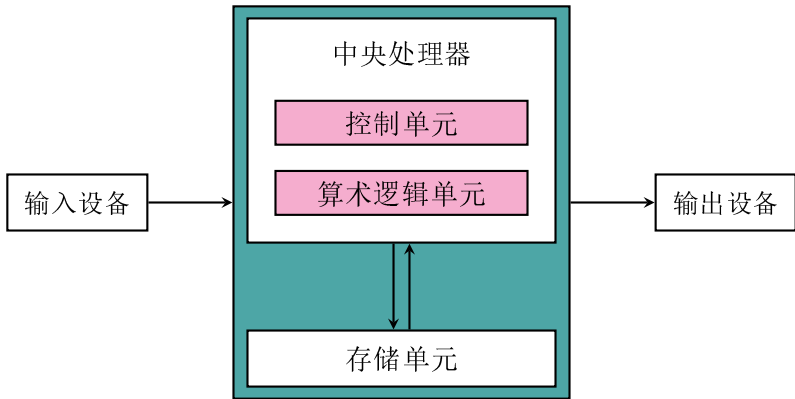 中央处理器
控制单元
算术逻辑单元
输入设备
输出设备
存储单元